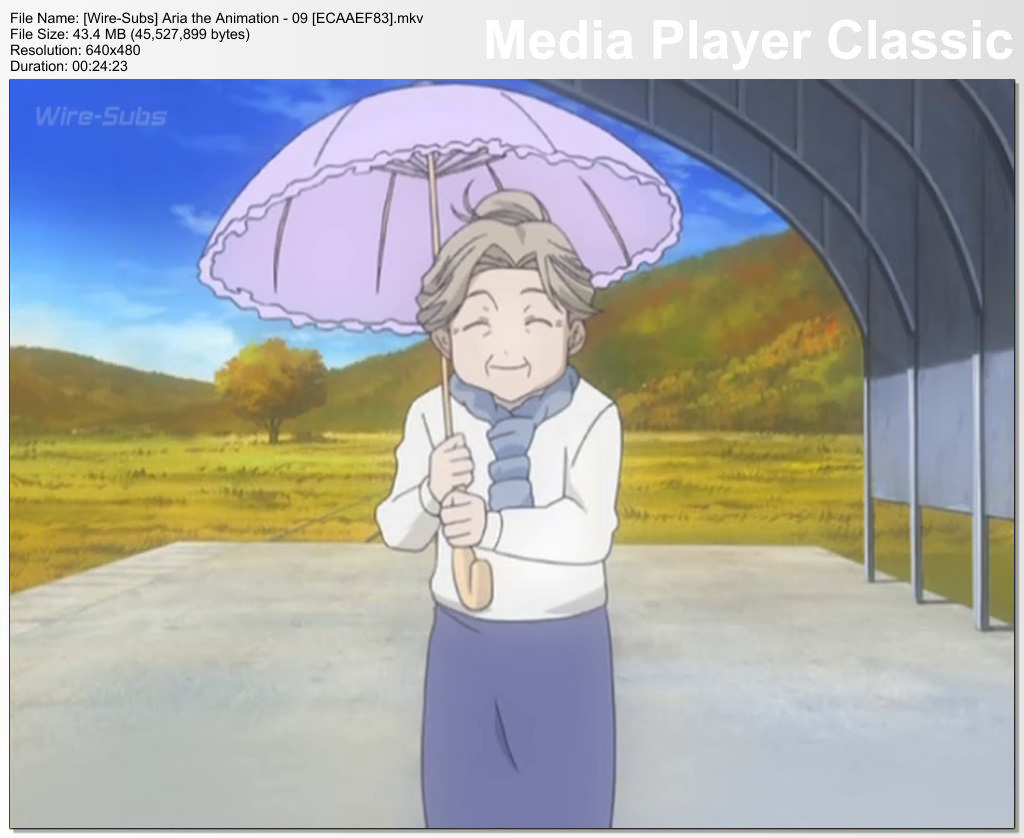 File Name: [Wire-Subs] Aria the Animation - 09 [ECAAEF83].mkv
File Size: 43.4 MB (45,527,899 bytes)
Resolution: 640x480
Duration: 00:24:23
Media Player Classic
Wire-Subs